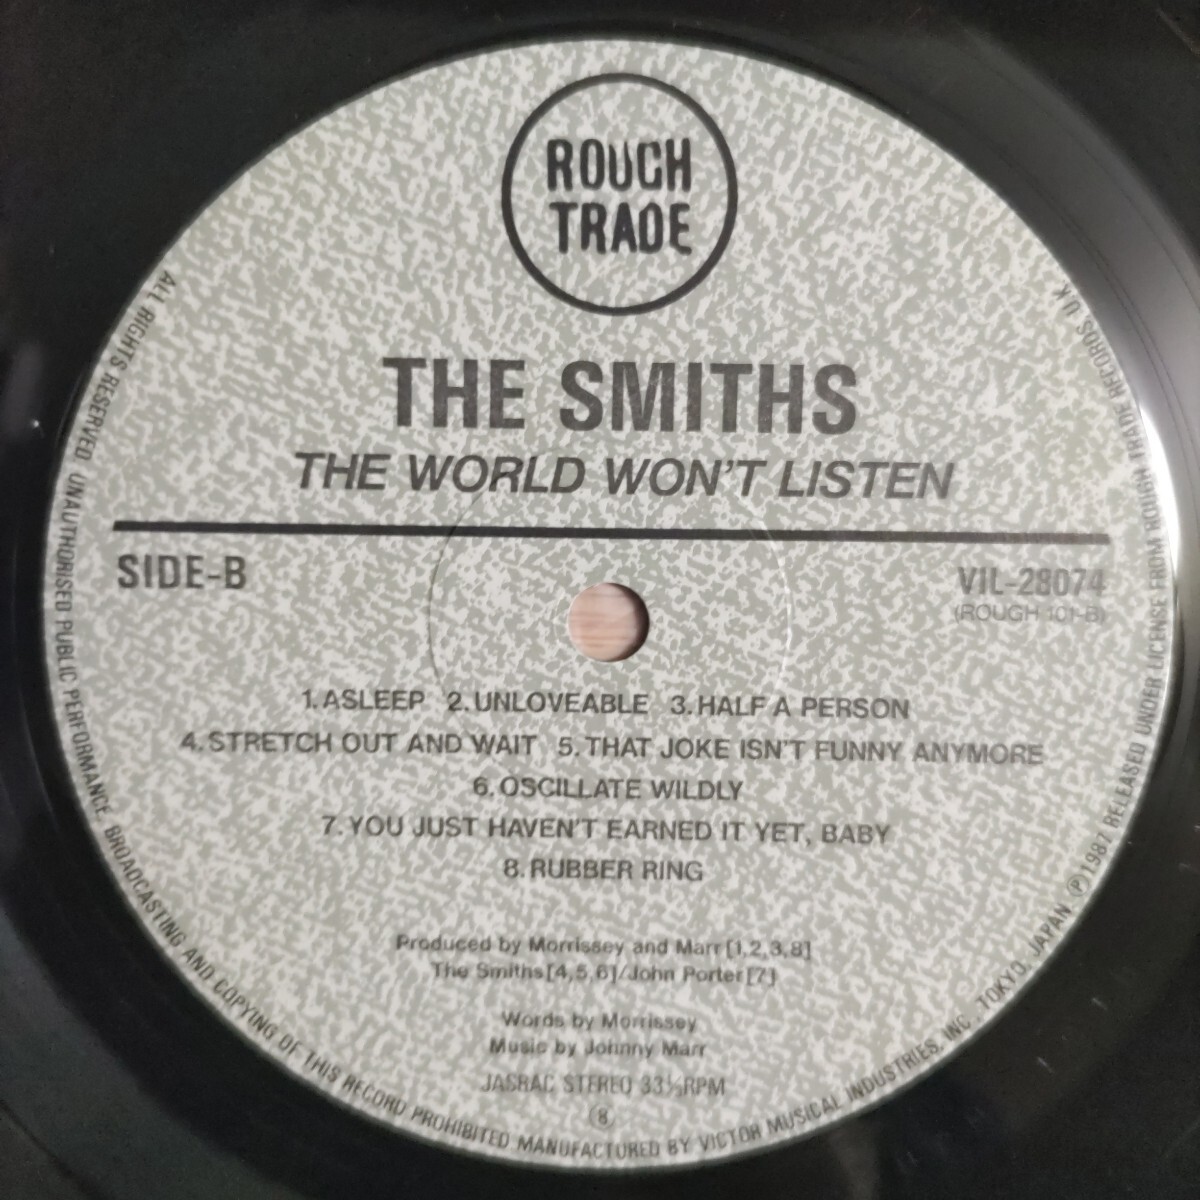 ROUGH
TRADE
THE SMITHS
THE WORLD WON'T LISTEN
SIDE-B
VIL-28074
(ROUGH 101-B)
1.ASLEEP 2.UNLOVEABLE 3.HALF A PERSON
4.STRETCH OUT AND WAIT 5.THAT JOKE ISN'T FUNNY ANYMORE
6.OSCILLATE WILDLY
7.YOU JUST HAVEN'T EARNED IT YET, BABY
8.RUBBER RING
Produced by Morrissey and Marr[1,2,3,8]
The Smiths[4,5,6]/John Porter[7]
Words by Morrissey
Music by Johnny Marr
JASRAC STEREO 33⅓RPM
(8)
ALL RIGHTS RESERVED. UNAUTHORISED PUBLIC PERFORMANCE, BROADCASTING AND COPYING OF THIS RECORD PROHIBITED MANUFACTURED BY VICTOR MUSICAL INDUSTRIES, INC., TOKYO, JAPAN Ⓟ1987 RELEASED UNDER LICENSE FROM ROUGH TRADE RECORDS U.K.